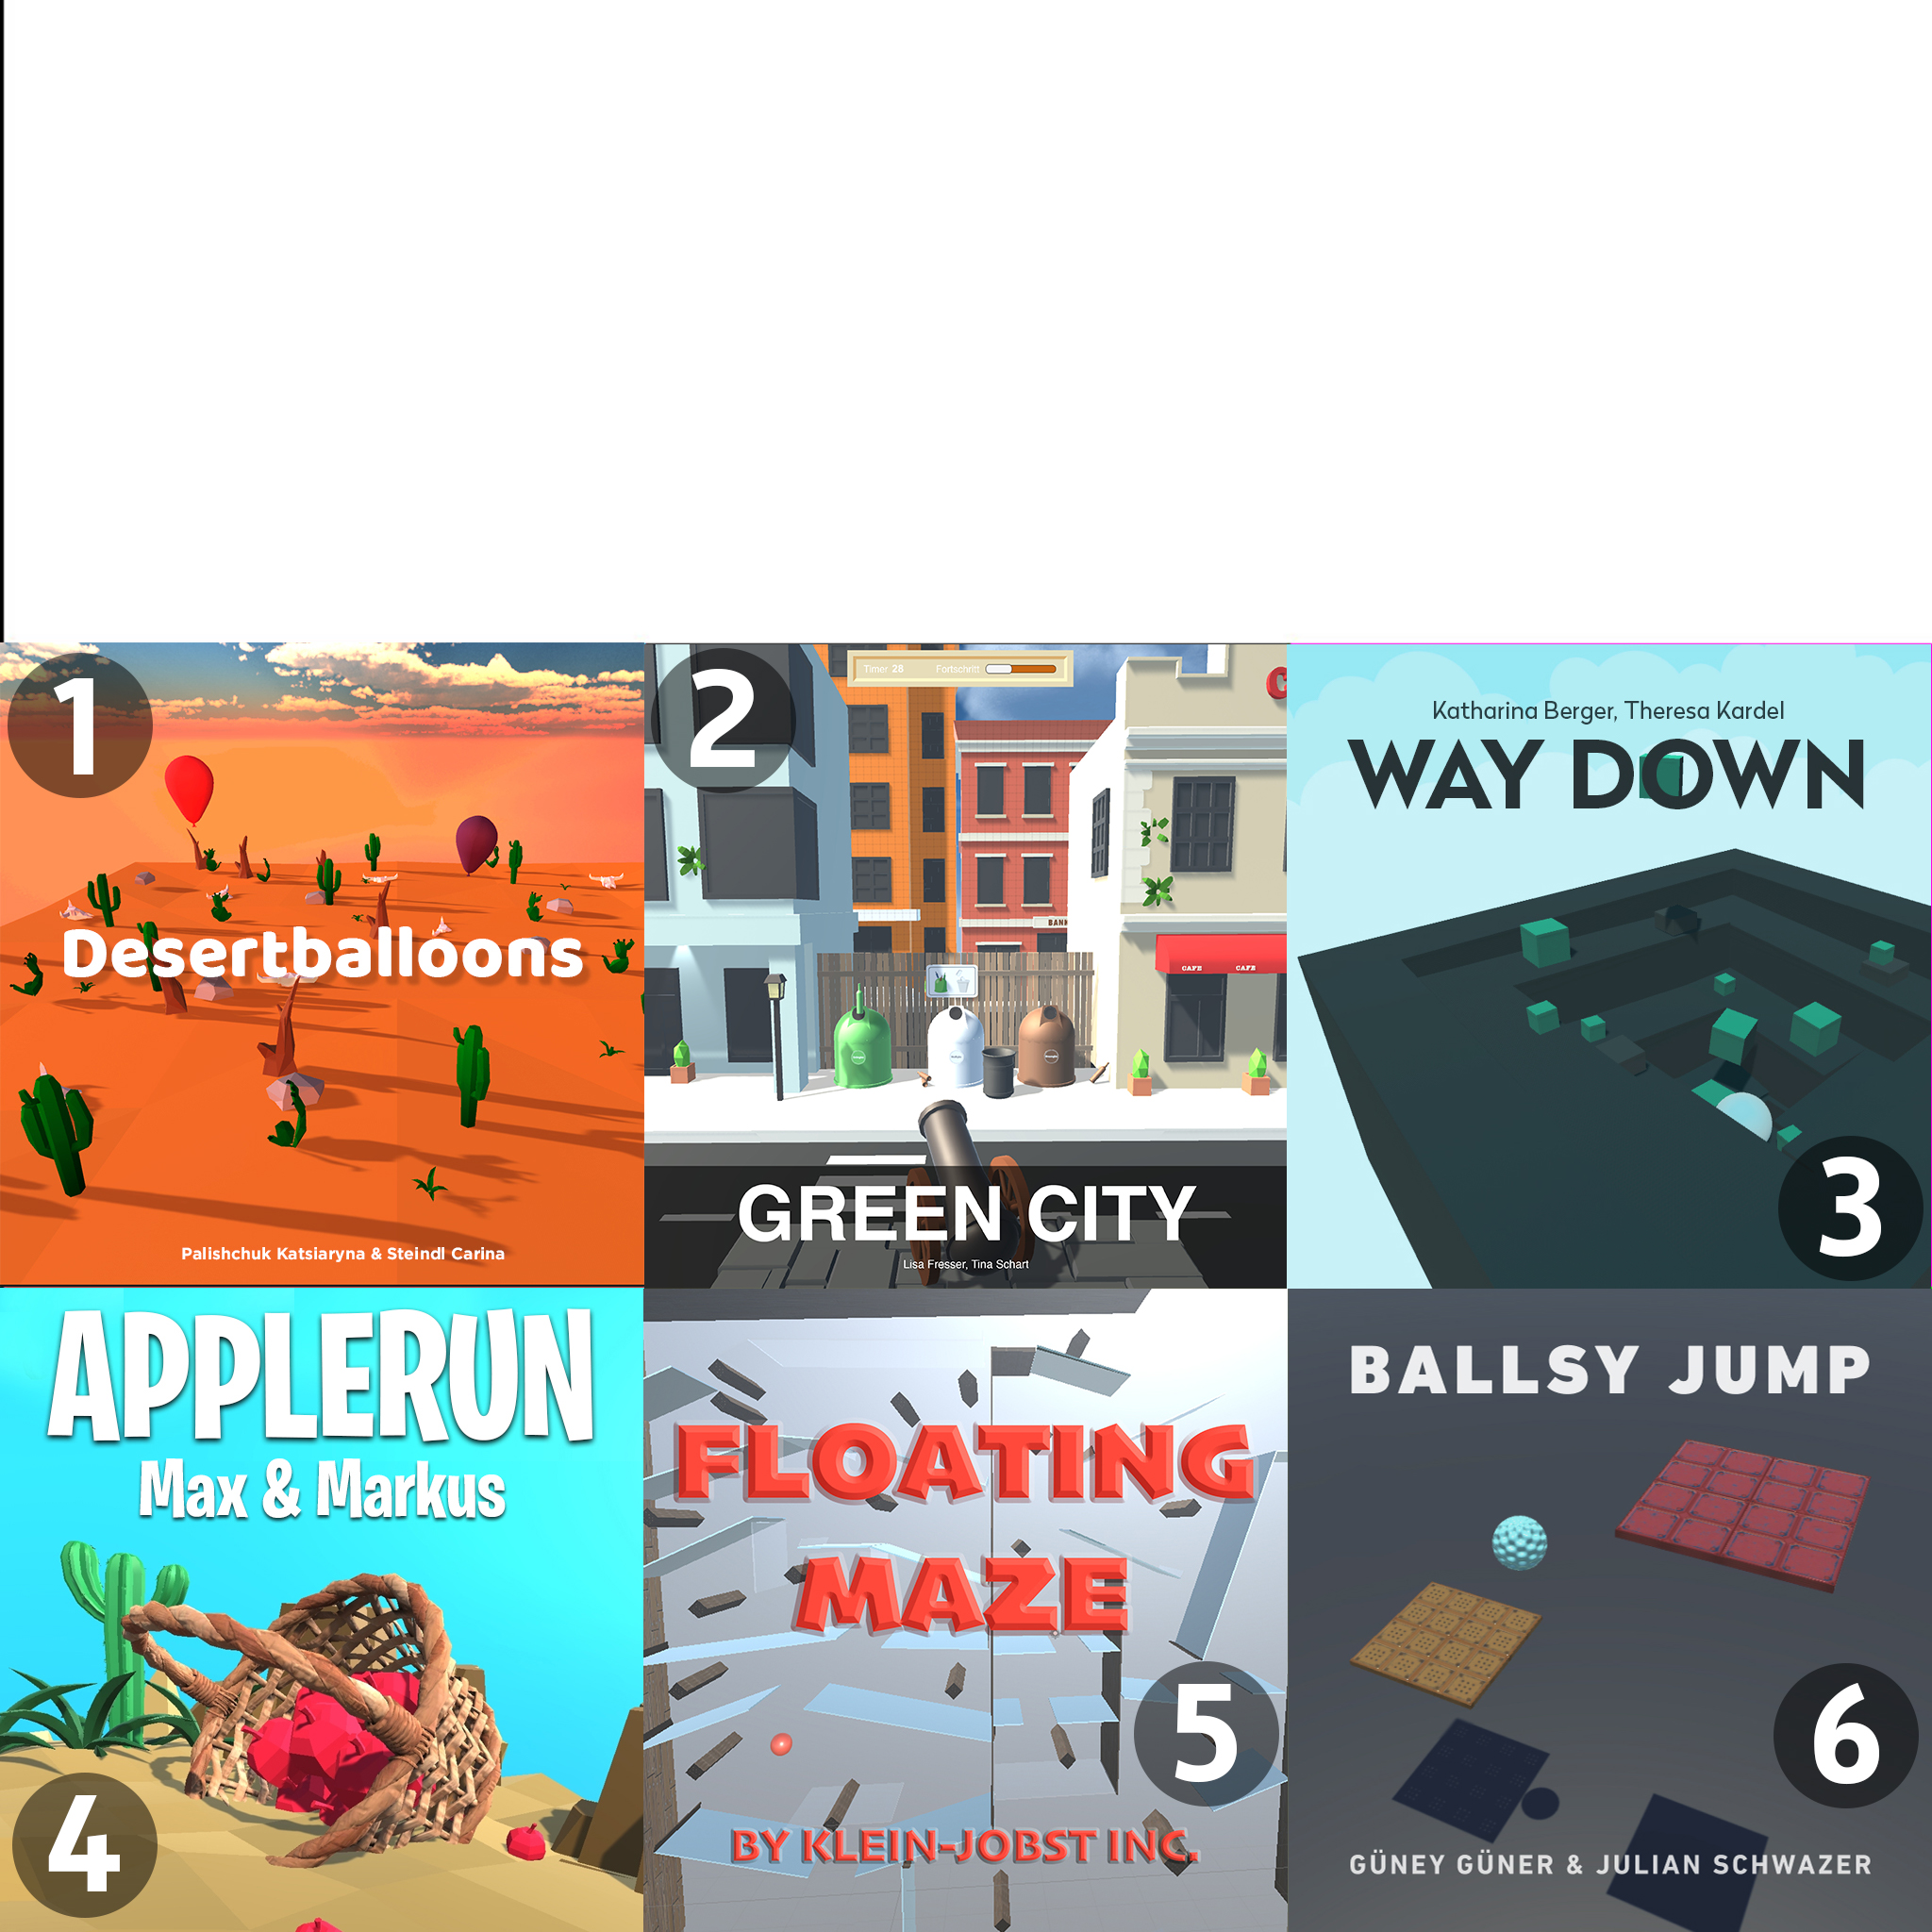 1
Desertballoons
Palishchuk Katsiaryna & Steindl Carina
2
Timer 28 Fortschritt
BANK
CAFE CAFE
GREEN CITY
Lisa Fresser, Tina Schart
Katharina Berger, Theresa Kardel
WAY DOWN
3
APPLERUN
Max & Markus
4
FLOATING
MAZE
5
BY KLEIN-JOBST INC.
BALLSY JUMP
6
GÜNEY GÜNER & JULIAN SCHWAZER